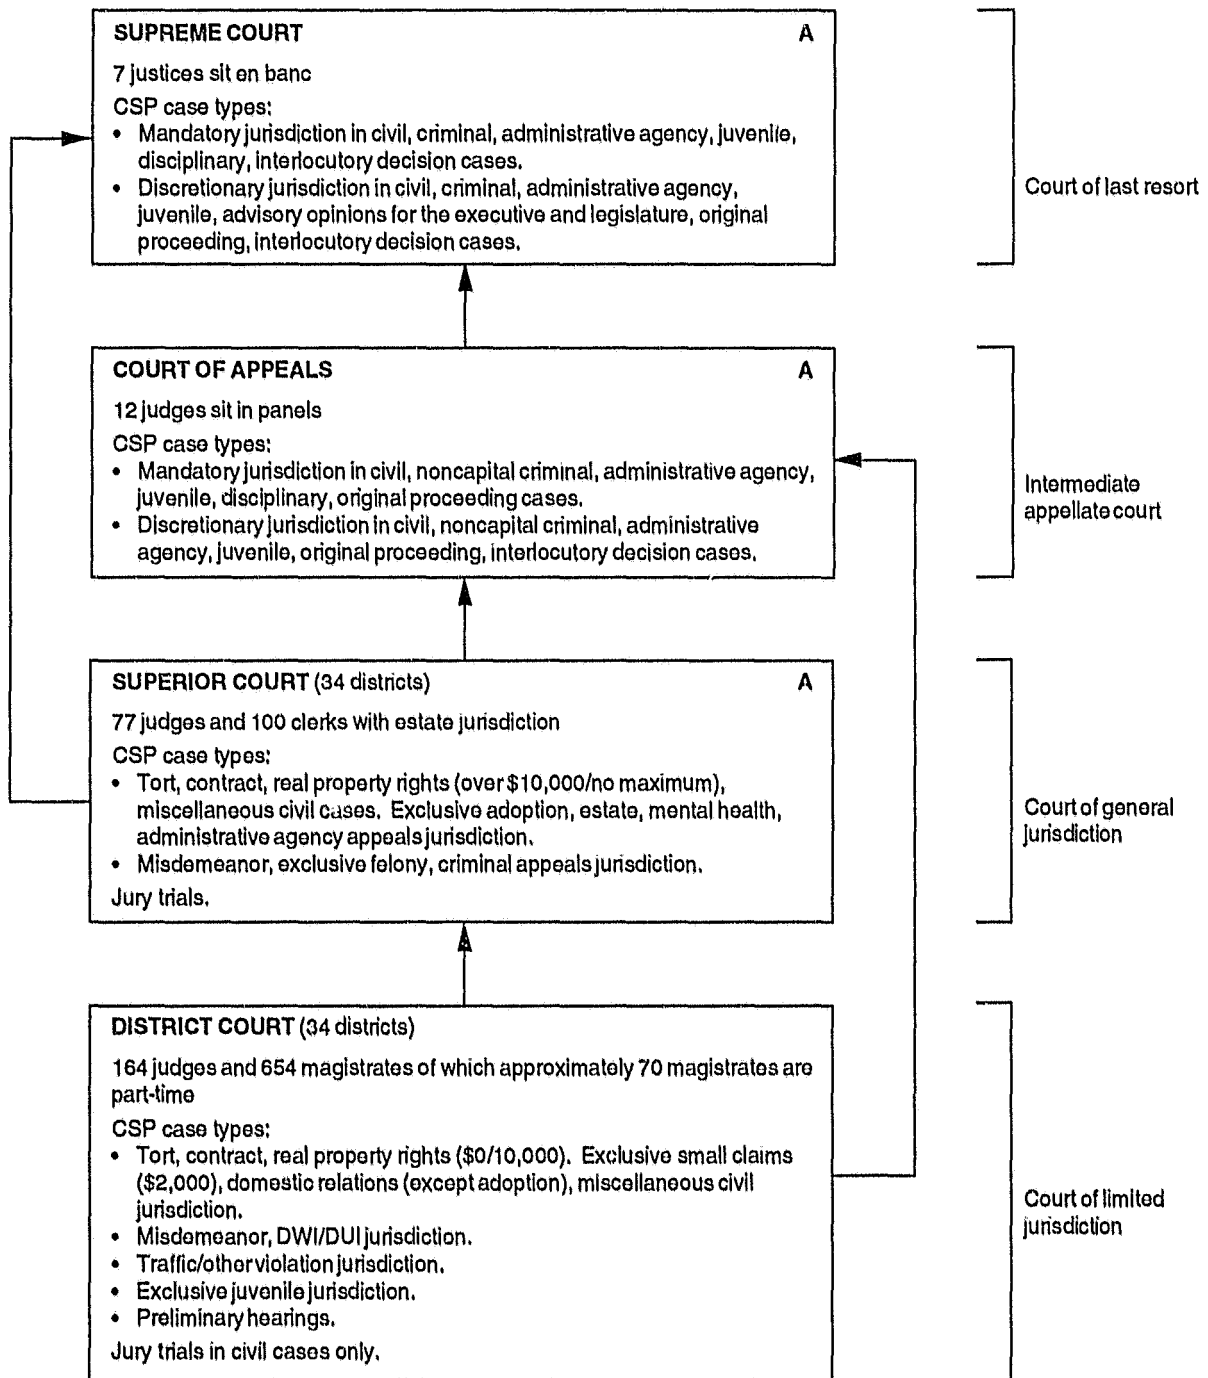 SUPREME COURT A
7 justices sit en banc
CSP case types:
• Mandatory jurisdiction in civil, criminal, administrative agency, juvenile,
disciplinary, interlocutory decision cases.
• Discretionary jurisdiction in civil, criminal, administrative agency,
juvenile, advisory opinions for the executive and legislature, original
proceeding, interlocutory decision cases.
Court of last resort
COURT OF APPEALS A
12 judges sit in panels
CSP case types:
• Mandatory jurisdiction in civil, noncapital criminal, administrative agency,
juvenile, disciplinary, original proceeding cases.
• Discretionary jurisdiction in civil, noncapital criminal, administrative
agency, juvenile, original proceeding, interlocutory decision cases.
Intermediate
appellate court
SUPERIOR COURT (34 districts) A
77 judges and 100 clerks with estate jurisdiction
CSP case types:
• Tort, contract, real property rights (over $10,000/no maximum),
miscellaneous civil cases. Exclusive adoption, estate, mental health,
administrative agency appeals jurisdiction.
• Misdemeanor, exclusive felony, criminal appeals jurisdiction.
Jury trials.
Court of general
jurisdiction
DISTRICT COURT (34 districts)
164 judges and 654 magistrates of which approximately 70 magistrates are
part-time
CSP case types:
• Tort, contract, real property rights ($0/10,000). Exclusive small claims
($2,000), domestic relations (except adoption), miscellaneous civil
jurisdiction.
• Misdemeanor, DWI/DUI jurisdiction.
• Traffic/other violation jurisdiction.
• Exclusive juvenile jurisdiction.
• Preliminary hearings.
Jury trials in civil cases only.
Court of limited
jurisdiction